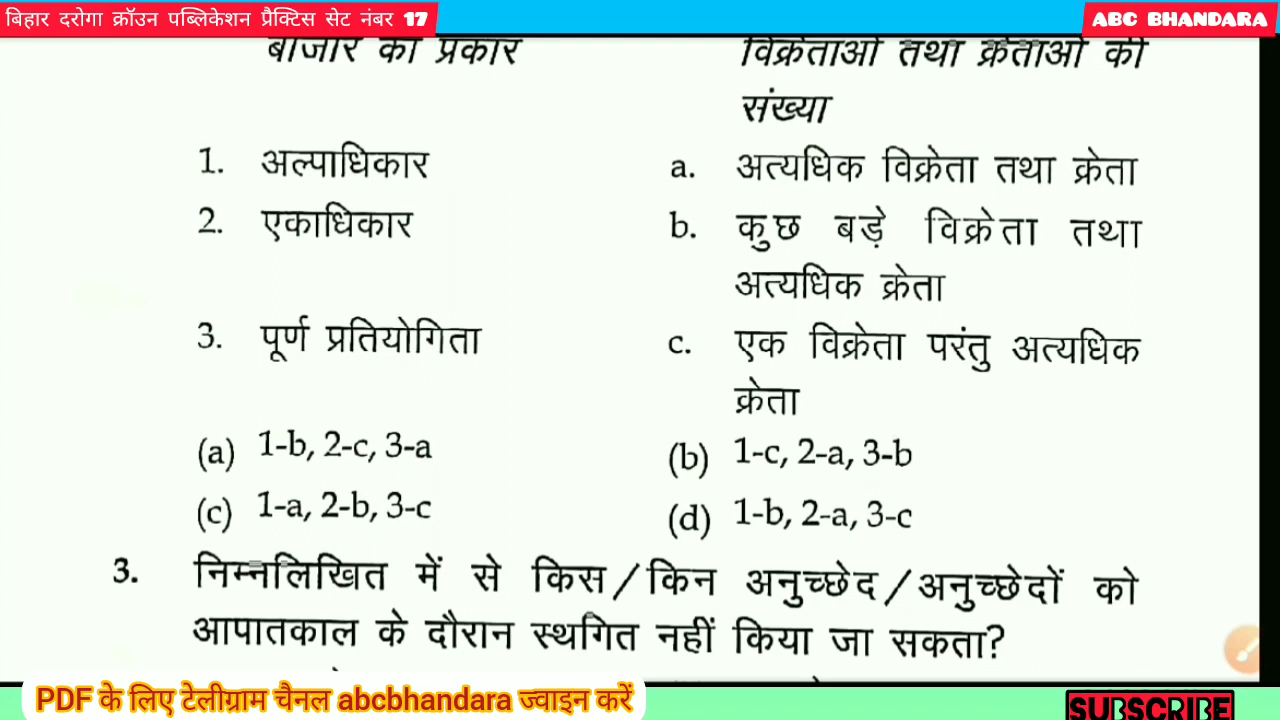 बिहार दरोगा क्रॉउन पब्लिकेशन प्रैक्टिस सेट नंबर 17
ABC BHANDARA
बाजार का प्रकार विक्रेताओं तथा क्रेताओं की
संख्या
1. अल्पाधिकार a. अत्यधिक विक्रेता तथा क्रेता
2. एकाधिकार b. कुछ बड़े विक्रेता तथा
अत्यधिक क्रेता
3. पूर्ण प्रतियोगिता c. एक विक्रेता परंतु अत्यधिक
क्रेता
(a) 1-b, 2-c, 3-a (b) 1-c, 2-a, 3-b
(c) 1-a, 2-b, 3-c (d) 1-b, 2-a, 3-c
3. निम्नलिखित में से किस/किन अनुच्छेद/अनुच्छेदों को
आपातकाल के दौरान स्थगित नहीं किया जा सकता?
PDF के लिए टेलीग्राम चैनल abcbhandara ज्वाइन करें
SUBSCRIBE